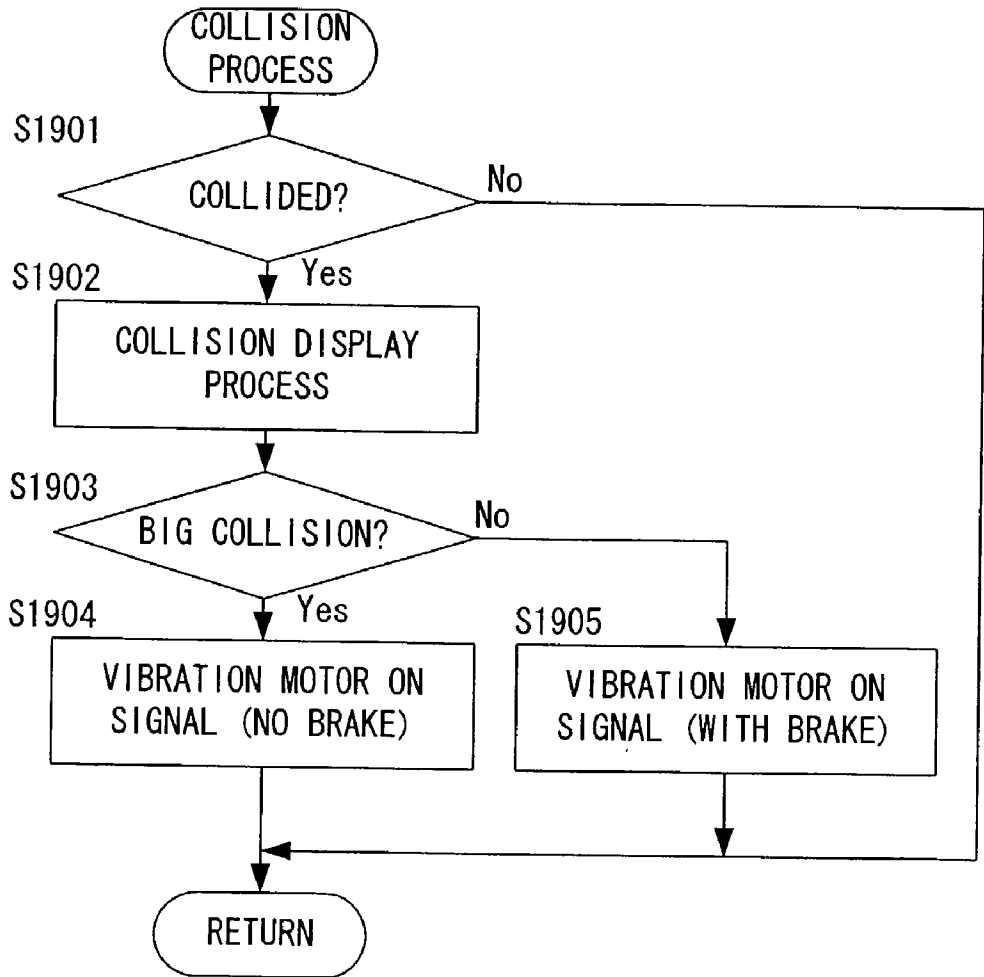 COLLISION
PROCESS
S1901
COLLIDED?
No
Yes
S1902
COLLISION DISPLAY
PROCESS
S1903
BIG COLLISION?
No
Yes
S1904
VIBRATION MOTOR ON
SIGNAL (NO BRAKE)
S1905
VIBRATION MOTOR ON
SIGNAL (WITH BRAKE)
RETURN